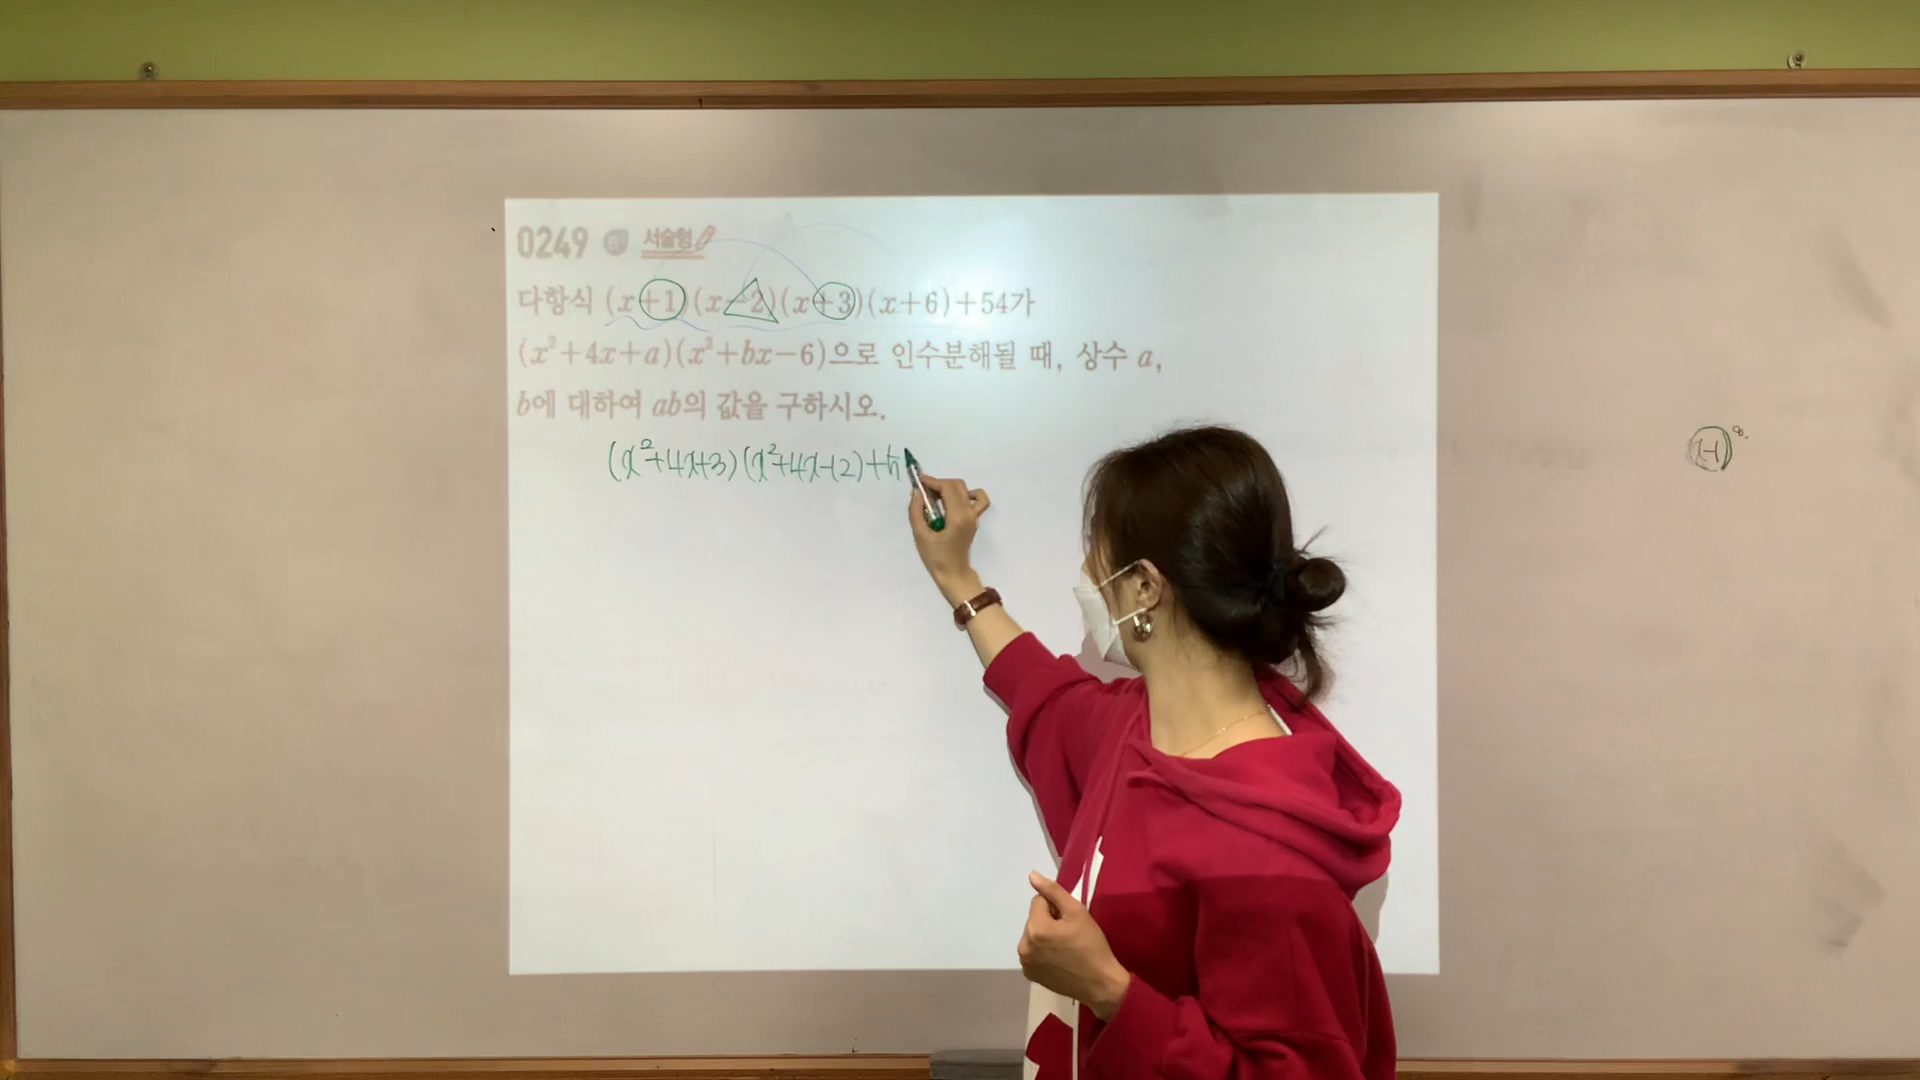 0249 서술형
다항식 (x+1)(x-2)(x+3)(x+6)+54가
(x²+4x+a)(x²+bx-6)으로 인수분해될 때, 상수 a,
b에 대하여 ab의 값을 구하시오.
(x²+4x+3)(x²+4x-12)+